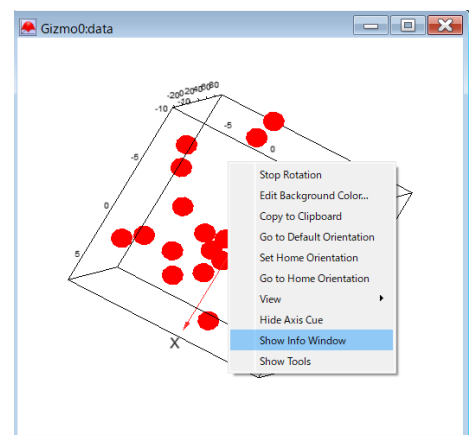 Gizmo0:data
-10
-5
0
5
-5
0
Stop Rotation
Edit Background Color...
Copy to Clipboard
Go to Default Orientation
Set Home Orientation
Go to Home Orientation
View
Hide Axis Cue
Show Info Window
Show Tools
X